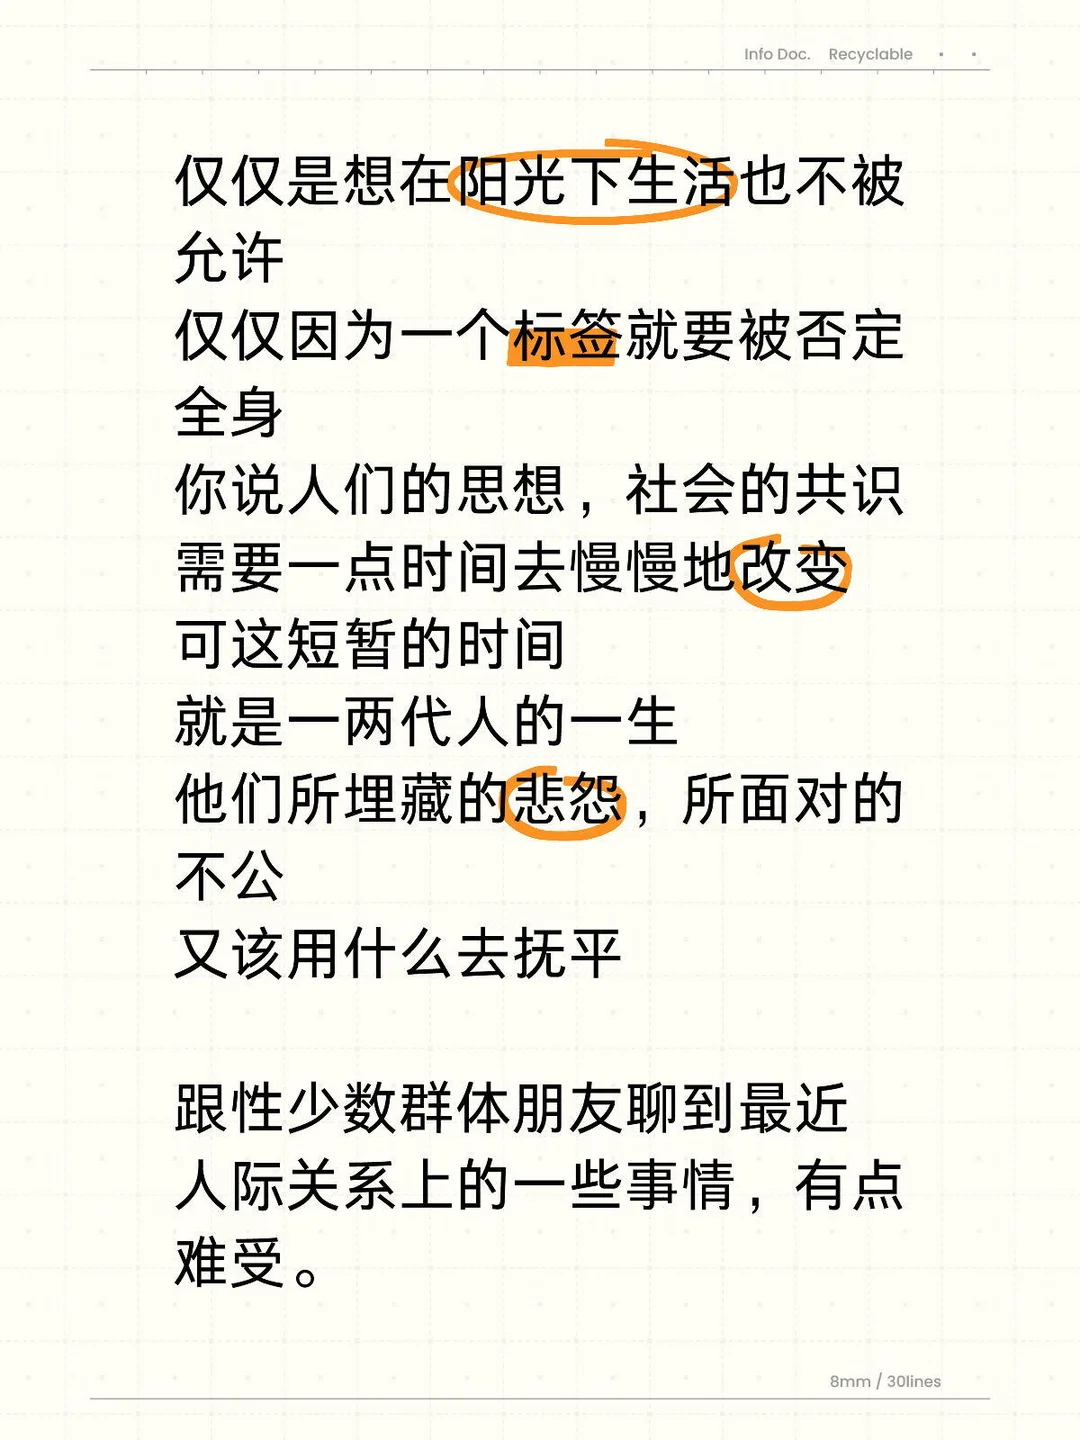 Info Doc. Recyclable
仅仅是想在阳光下生活也不被
允许
仅仅因为一个标签就要被否定
全身
你说人们的思想，社会的共识
需要一点时间去慢慢地改变
可这短暂的时间
就是一两代人的一生
他们所埋藏的悲怨，所面对的
不公
又该用什么去抚平
跟性少数群体朋友聊到最近
人际关系上的一些事情，有点
难受。
8mm / 30lines